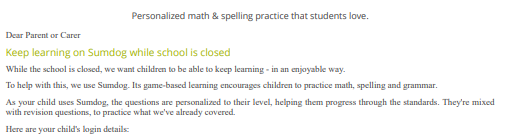 Personalized math & spelling practice that students love.
Dear Parent or Carer
Keep learning on Sumdog while school is closed
While the school is closed, we want children to be able to keep learning - in an enjoyable way.
To help with this, we use Sumdog. Its game-based learning encourages children to practice math, spelling and grammar.
As your child uses Sumdog, the questions are personalized to their level, helping them progress through the standards. They're mixed
with revision questions, to practice what we've already covered.
Here are your child's login details: